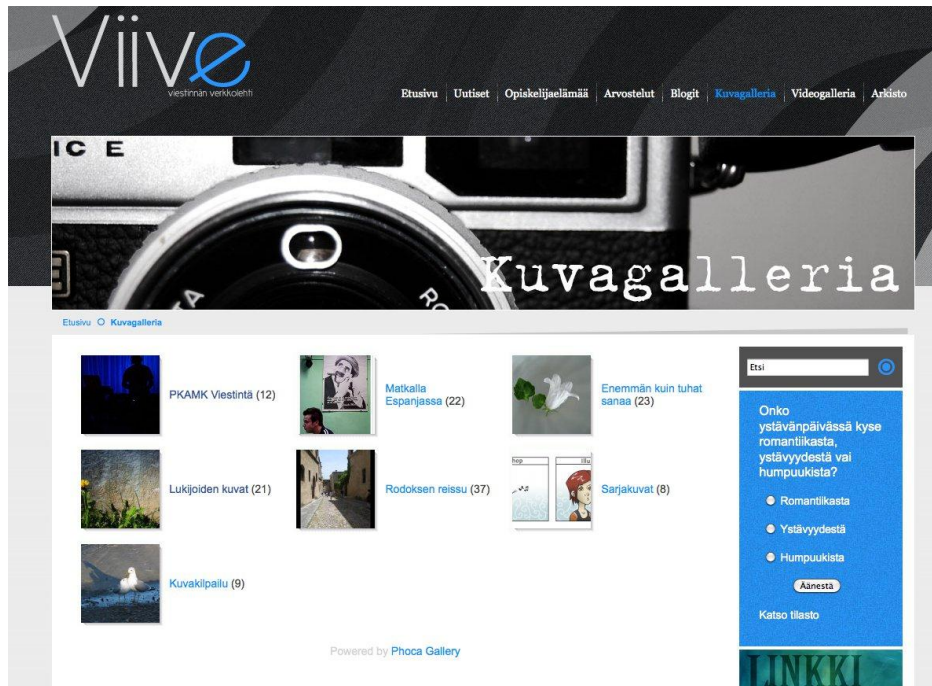 Viive
viestinnän verkkolehti
Etusivu
Uutiset
Opiskelijaelämää
Arvostelut
Blogit
Kuvagalleria
Videogalleria
Arkisto
ICE
Kuvagalleria
Etusivu
Kuvagalleria
PKAMK Viestintä (12)
Matkalla
Espanjassa (22)
Enemmän kuin tuhat
sanaa (23)
Lukijoiden kuvat (21)
Rodoksen reissu (37)
Sarjakuvat (8)
Kuvakilpailu (9)
Powered by Phoca Gallery
Etsi
Onko
ystävänpäivässä kyse
romantiikasta,
ystävyydestä vai
humpuukista?
Romantiikasta
Ystävyydestä
Humpuukista
Äänestä
Katso tilasto
LINKKI